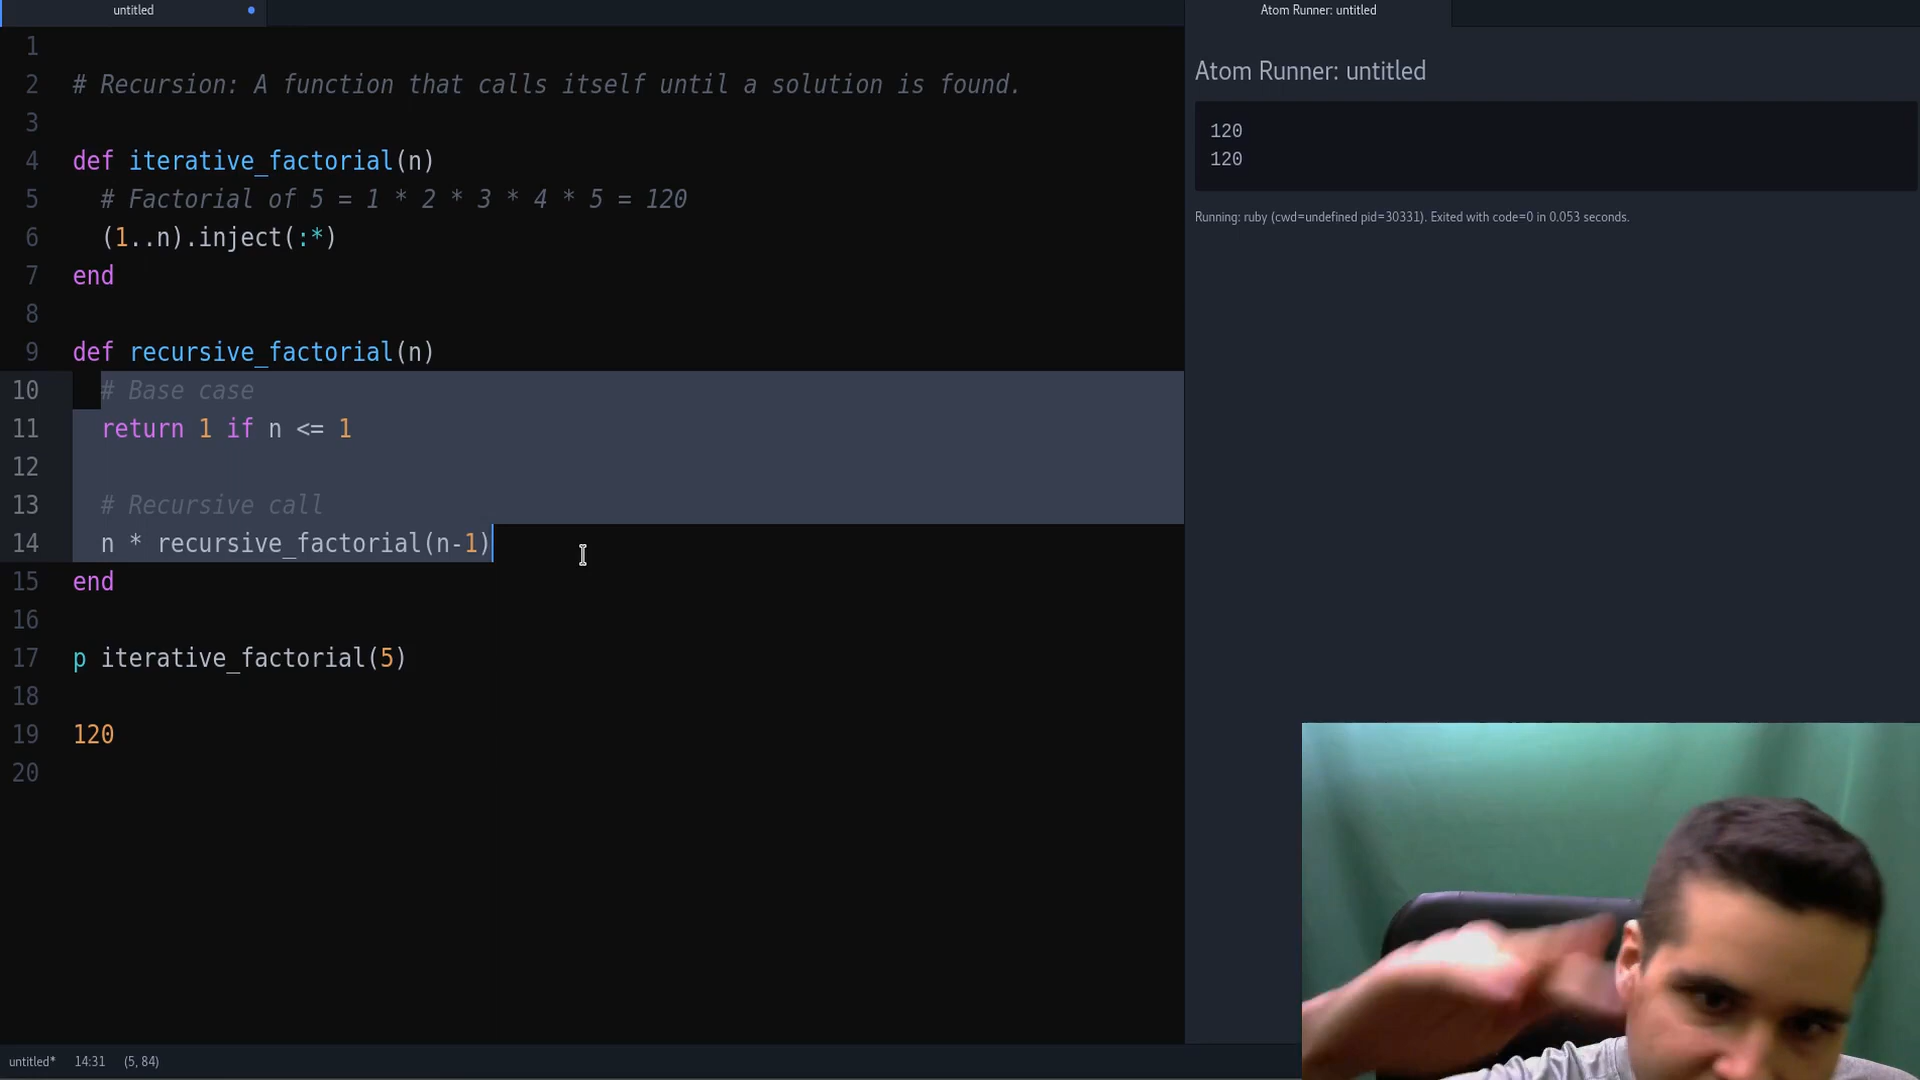 untitled
Atom Runner: untitled
1
2 # Recursion: A function that calls itself until a solution is found.
3
4 def iterative_factorial(n)
5 # Factorial of 5 = 1 * 2 * 3 * 4 * 5 = 120
6 (1..n).inject(:*)
7 end
8
9 def recursive_factorial(n)
10 # Base case
11 return 1 if n <= 1
12
13 # Recursive call
14 n * recursive_factorial(n-1)
15 end
16
17 p iterative_factorial(5)
18
19 120
20
Atom Runner: untitled
120
120
Running: ruby (cwd=undefined pid=30331). Exited with code=0 in 0.053 seconds.
untitled* 14:31 (5, 84)